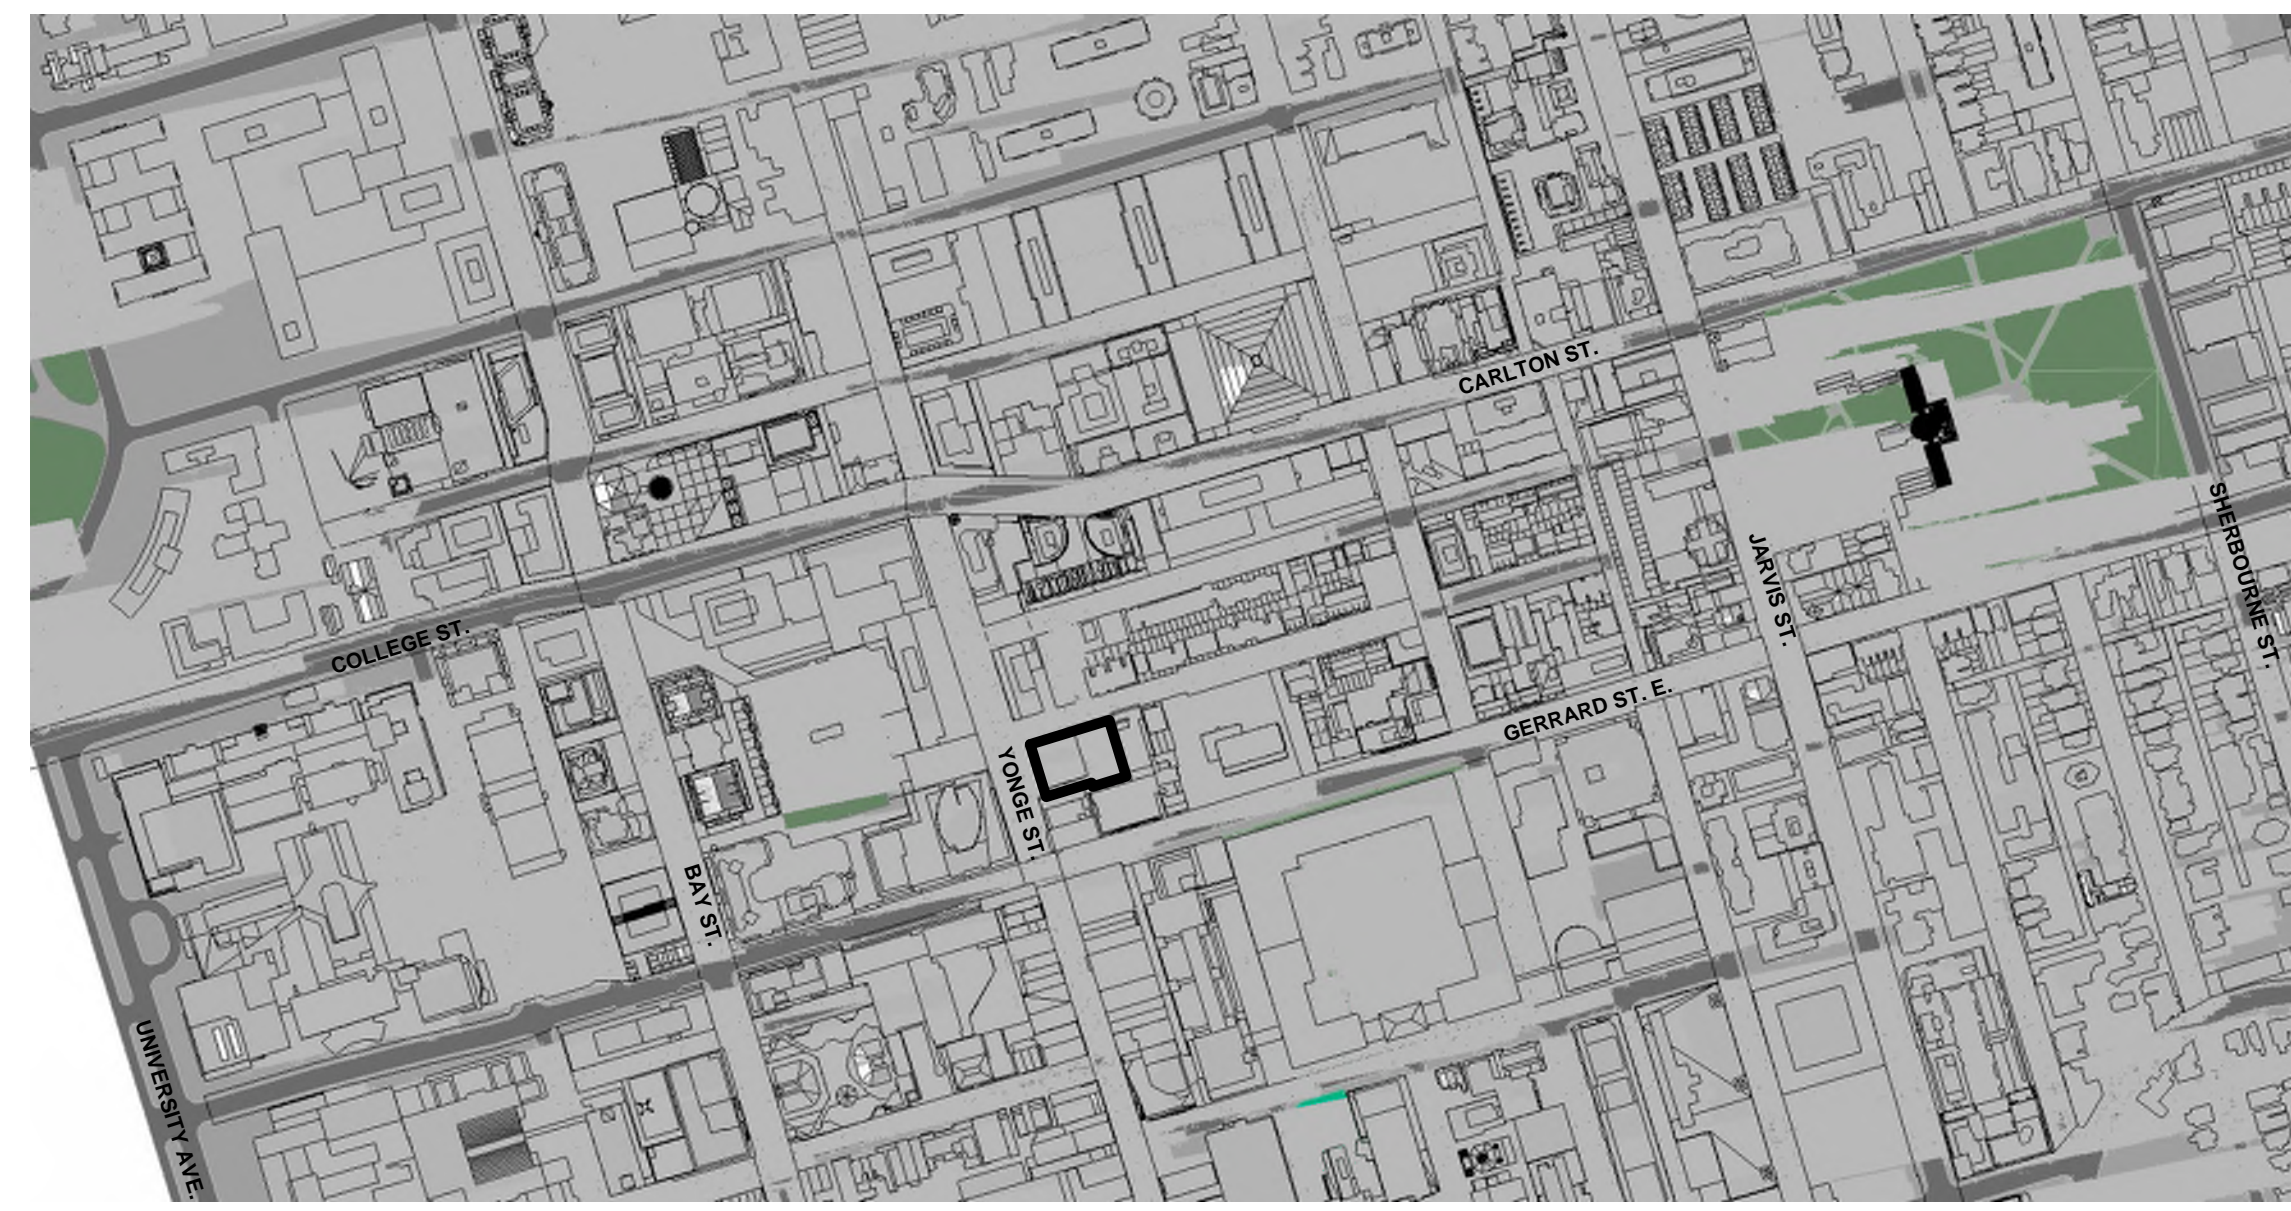 CARLTON ST.
SHERBOURNE ST.
JARVIS ST.
COLLEGE ST.
GERRARD ST. E.
YONGE ST.
BAY ST.
UNIVERSITY AVE.